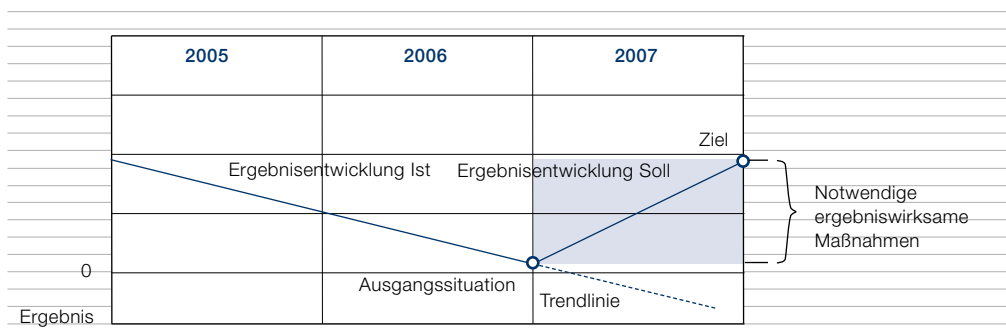 2005 2006 2007
Ziel
Ergebnisentwicklung Ist Ergebnisentwicklung Soll
Notwendige
ergebniswirksame
Maßnahmen
0
Ausgangssituation
Trendlinie
Ergebnis